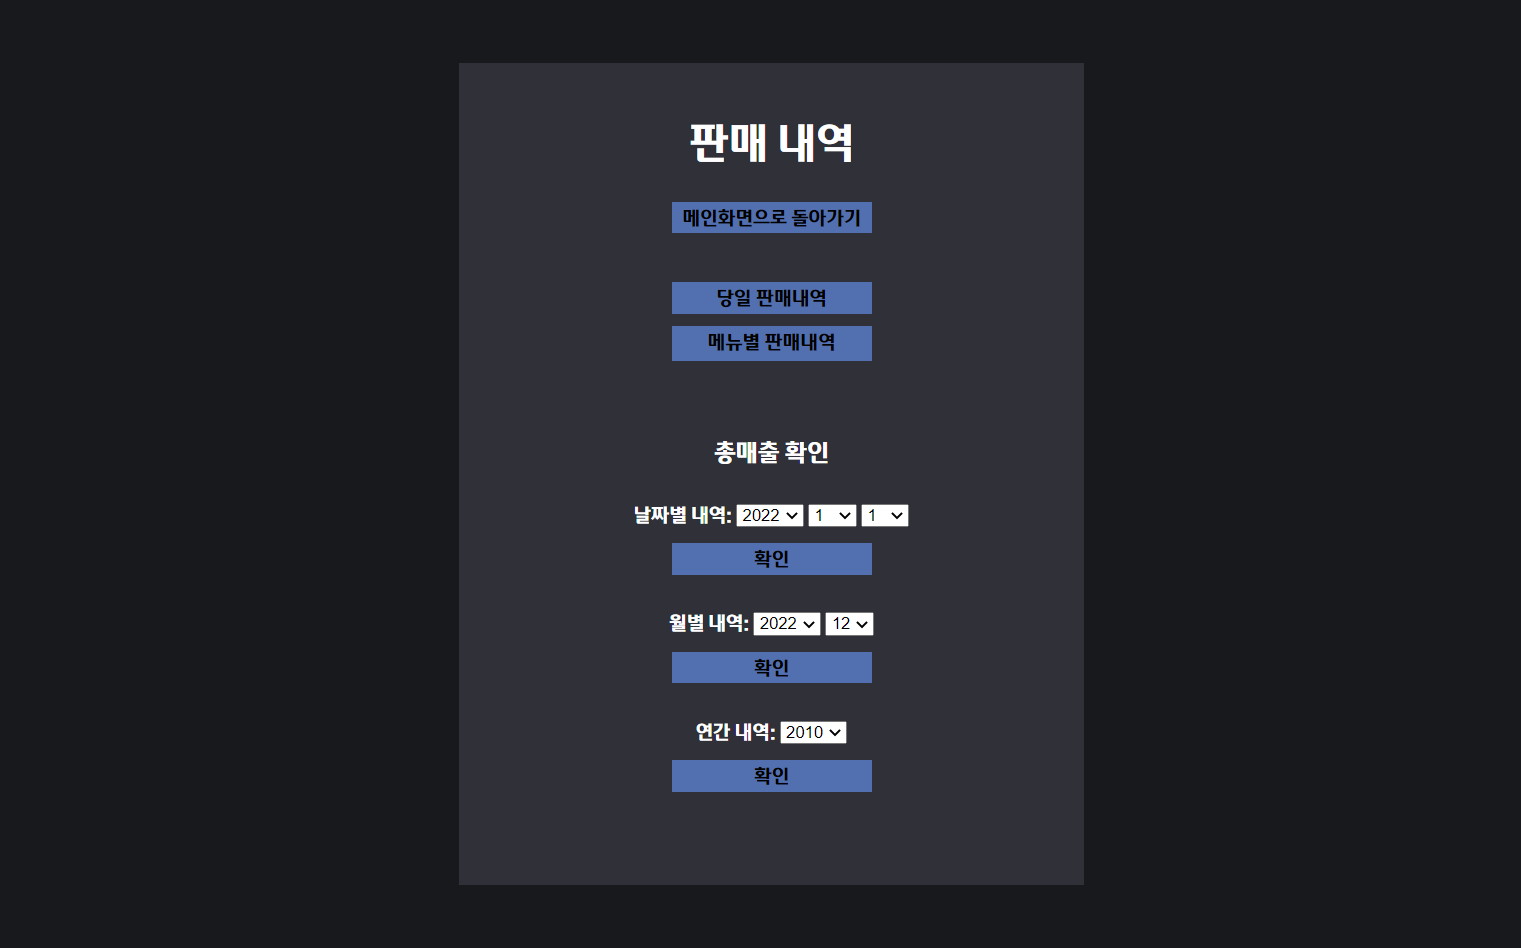 판매 내역
메인화면으로 돌아가기
당일 판매내역
메뉴별 판매내역
총매출 확인
날짜별 내역: 2022 1 1
확인
월별 내역: 2022 12
확인
연간 내역: 2010
확인